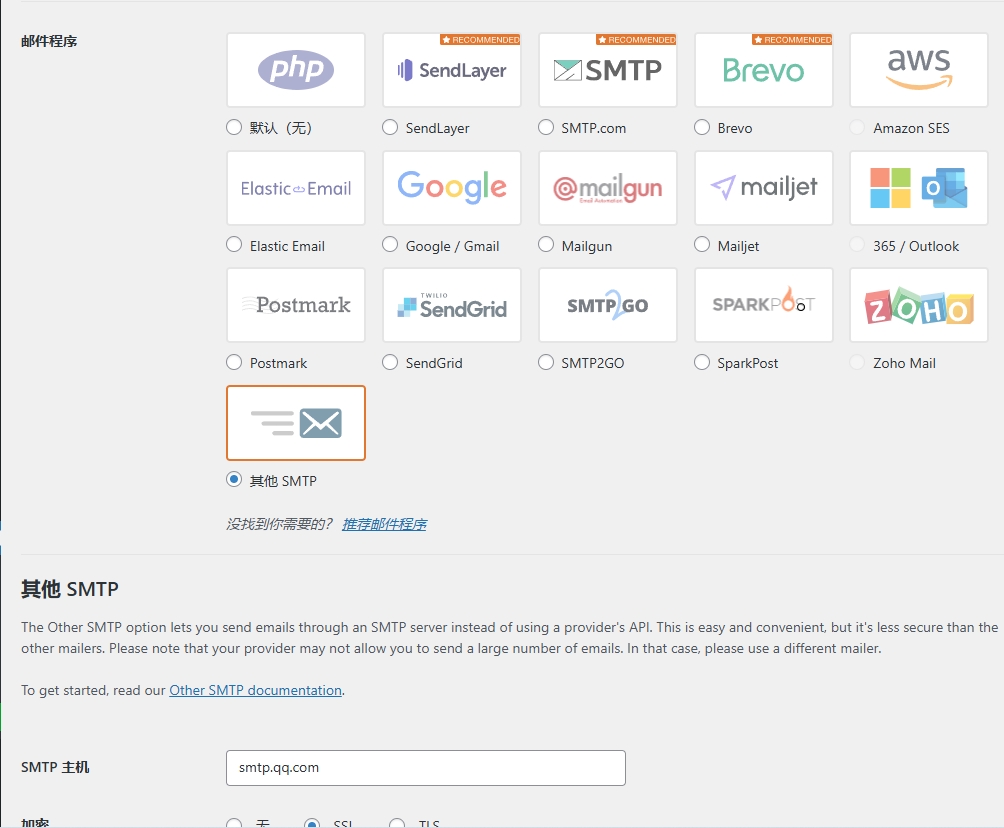 邮件程序
php
★ RECOMMENDED
SendLayer
★ RECOMMENDED
SMTP
★ RECOMMENDED
Brevo
aws
默认（无）
SendLayer
SMTP.com
Brevo
Amazon SES
Elastic Email
Google
@mailgun
Email Automation
mailjet
Elastic Email
Google / Gmail
Mailgun
Mailjet
365 / Outlook
Postmark
TWILIO
SendGrid
SMTP2GO
SPARKPOST
ZOHO
Postmark
SendGrid
SMTP2GO
SparkPost
Zoho Mail
其他 SMTP
没找到你需要的？ 推荐邮件程序
其他 SMTP
The Other SMTP option lets you send emails through an SMTP server instead of using a provider's API. This is easy and convenient, but it's less secure than the
other mailers. Please note that your provider may not allow you to send a large number of emails. In that case, please use a different mailer.
To get started, read our Other SMTP documentation.
SMTP 主机
smtp.qq.com
加密 无 SSL TLS